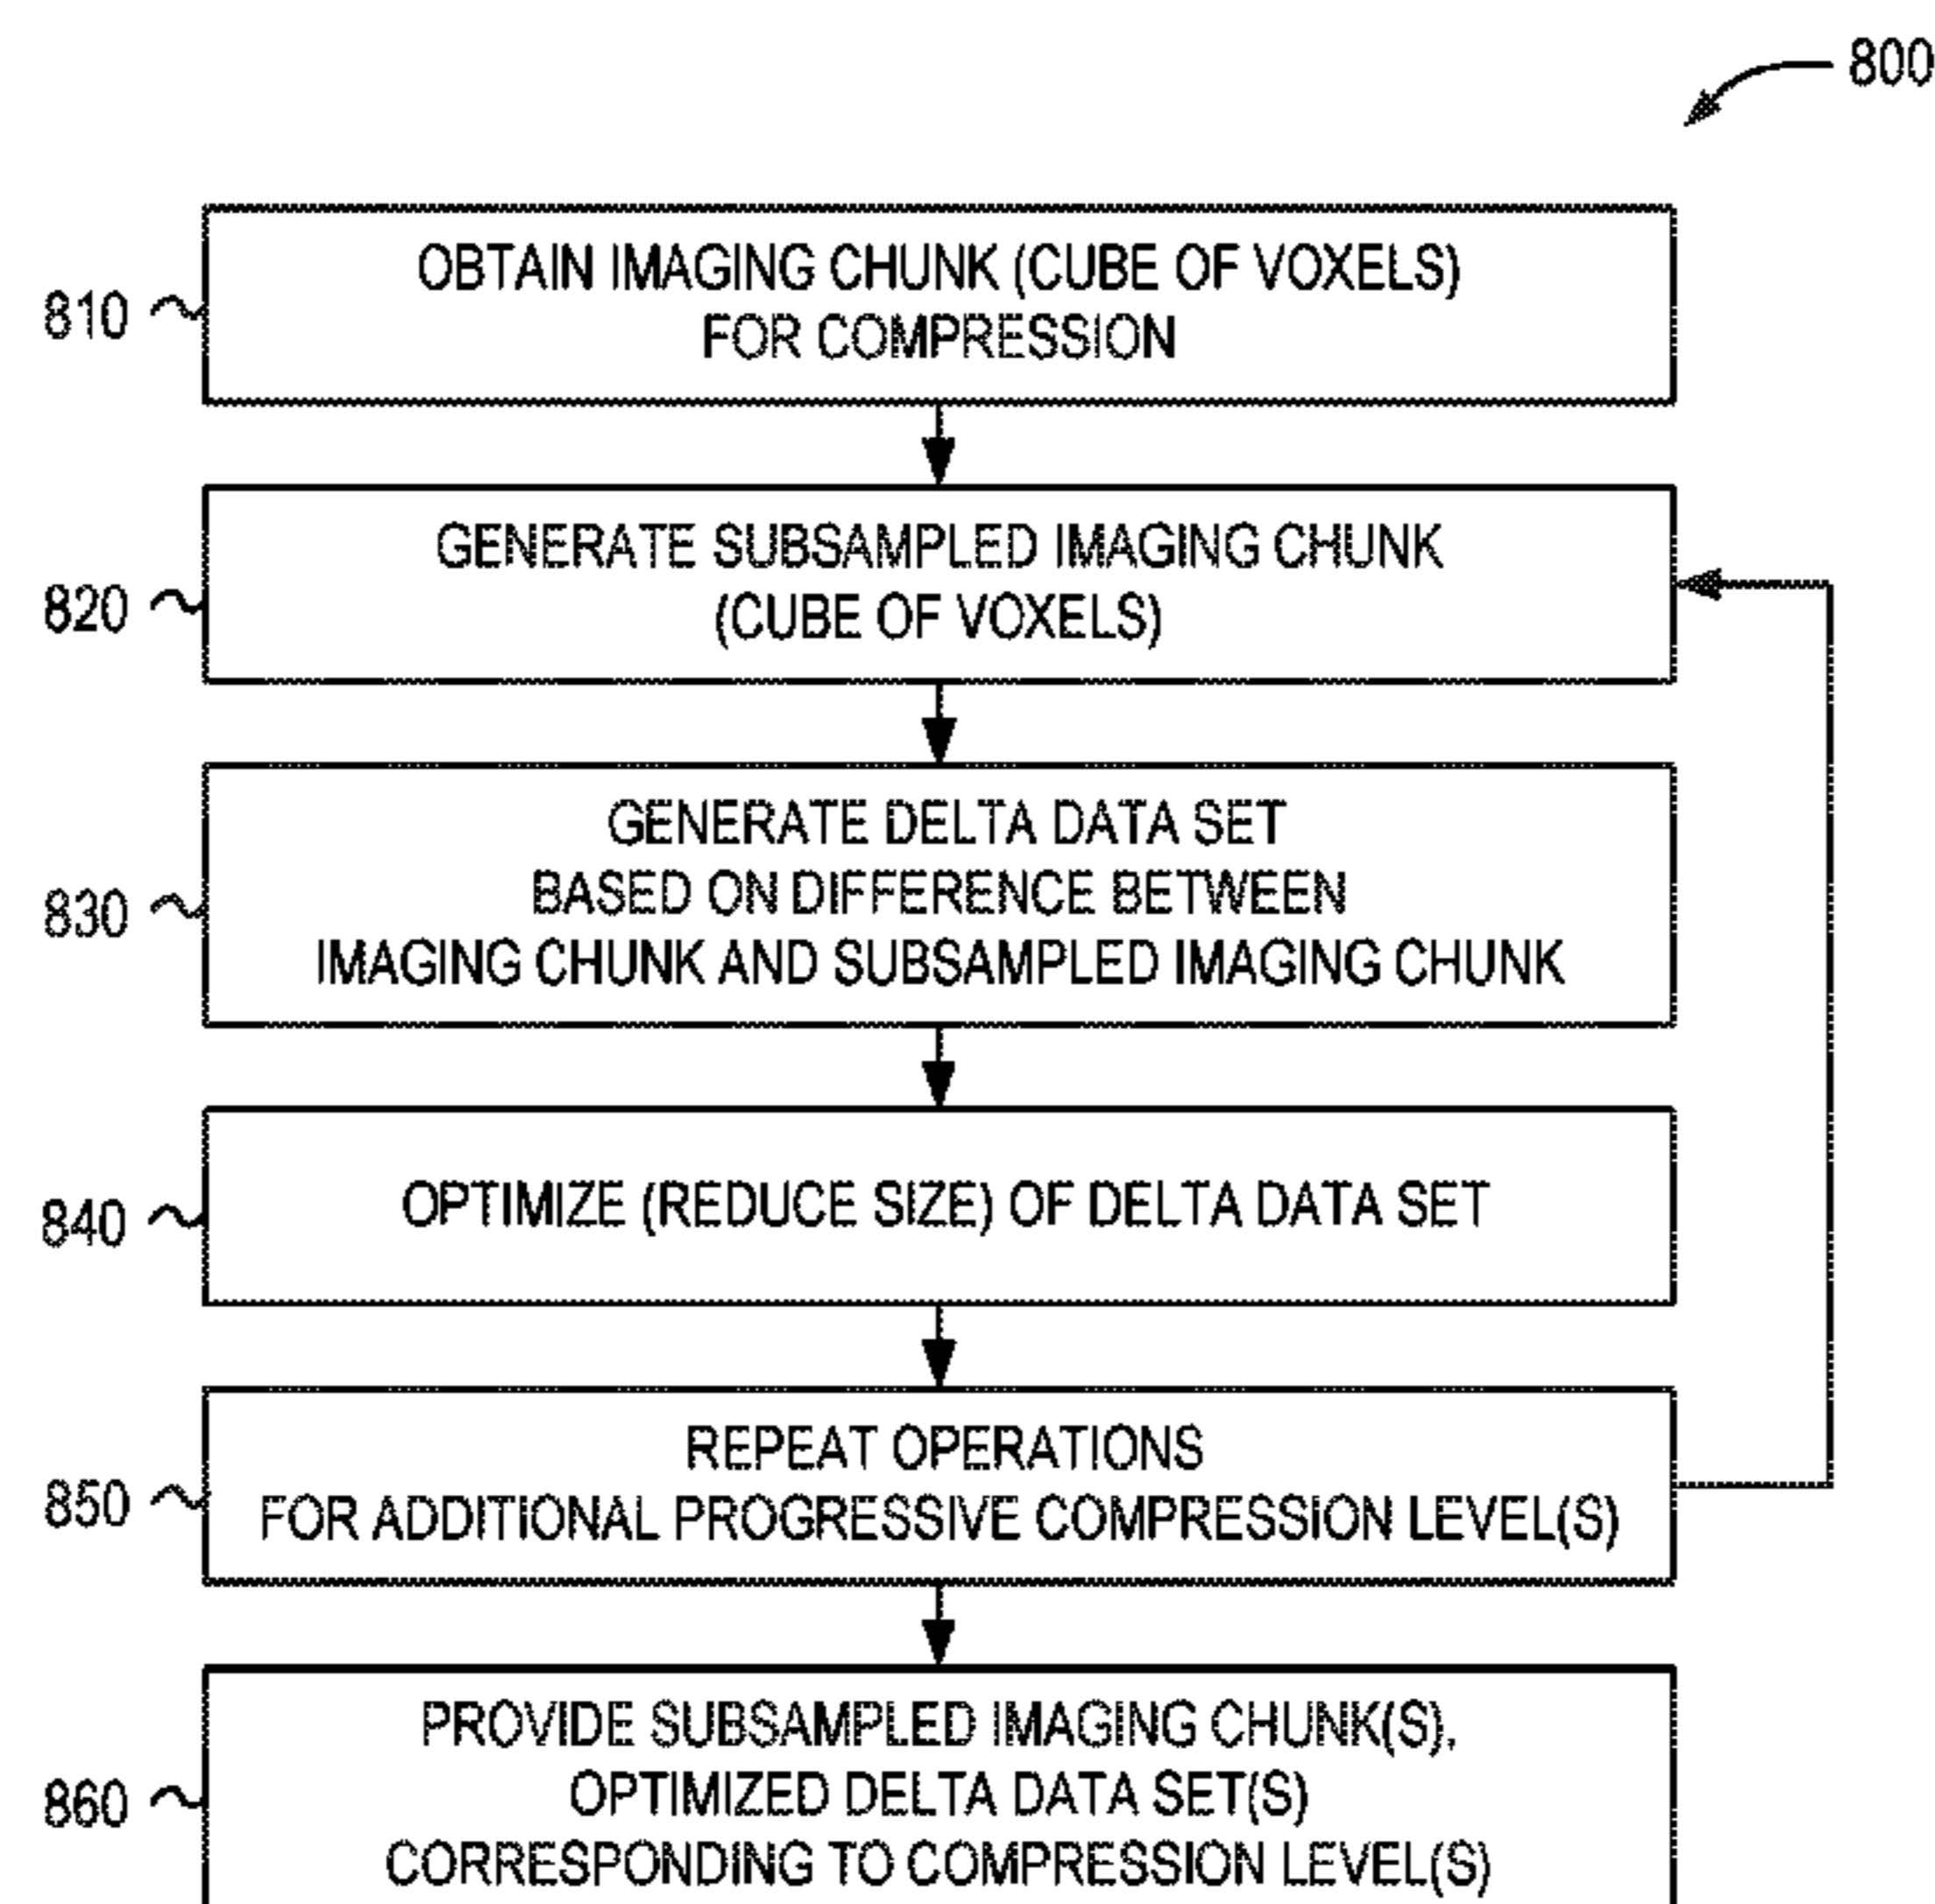 800
OBTAIN IMAGING CHUNK (CUBE OF VOXELS)
FOR COMPRESSION
810
GENERATE SUBSAMPLED IMAGING CHUNK
(CUBE OF VOXELS)
820
GENERATE DELTA DATA SET
BASED ON DIFFERENCE BETWEEN
IMAGING CHUNK AND SUBSAMPLED IMAGING CHUNK
830
OPTIMIZE (REDUCE SIZE) OF DELTA DATA SET
840
REPEAT OPERATIONS
FOR ADDITIONAL PROGRESSIVE COMPRESSION LEVEL(S)
850
PROVIDE SUBSAMPLED IMAGING CHUNK(S),
OPTIMIZED DELTA DATA SET(S)
CORRESPONDING TO COMPRESSION LEVEL(S)
860